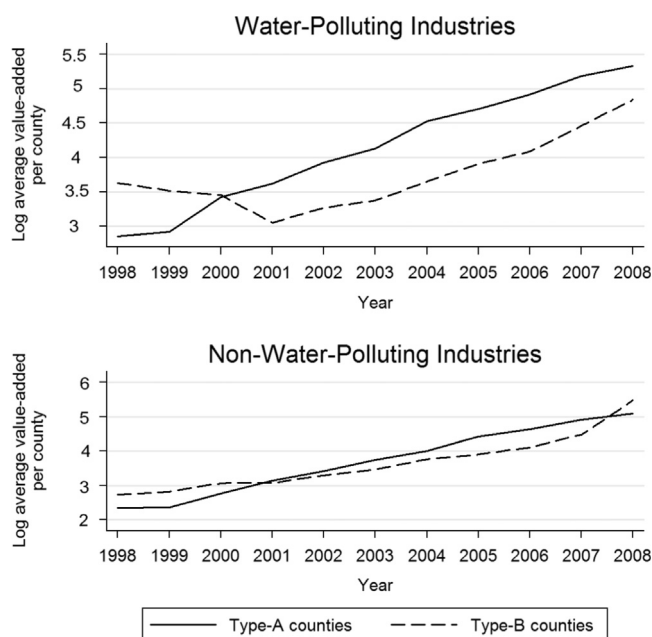 Water-Polluting Industries
Log average value-added
per county
5.5
5
4.5
4
3.5
3
1998 1999 2000 2001 2002 2003 2004 2005 2006 2007 2008
Year
Non-Water-Polluting Industries
Log average value-added
per county
6
5
4
3
2
1998 1999 2000 2001 2002 2003 2004 2005 2006 2007 2008
Year
Type-A counties Type-B counties